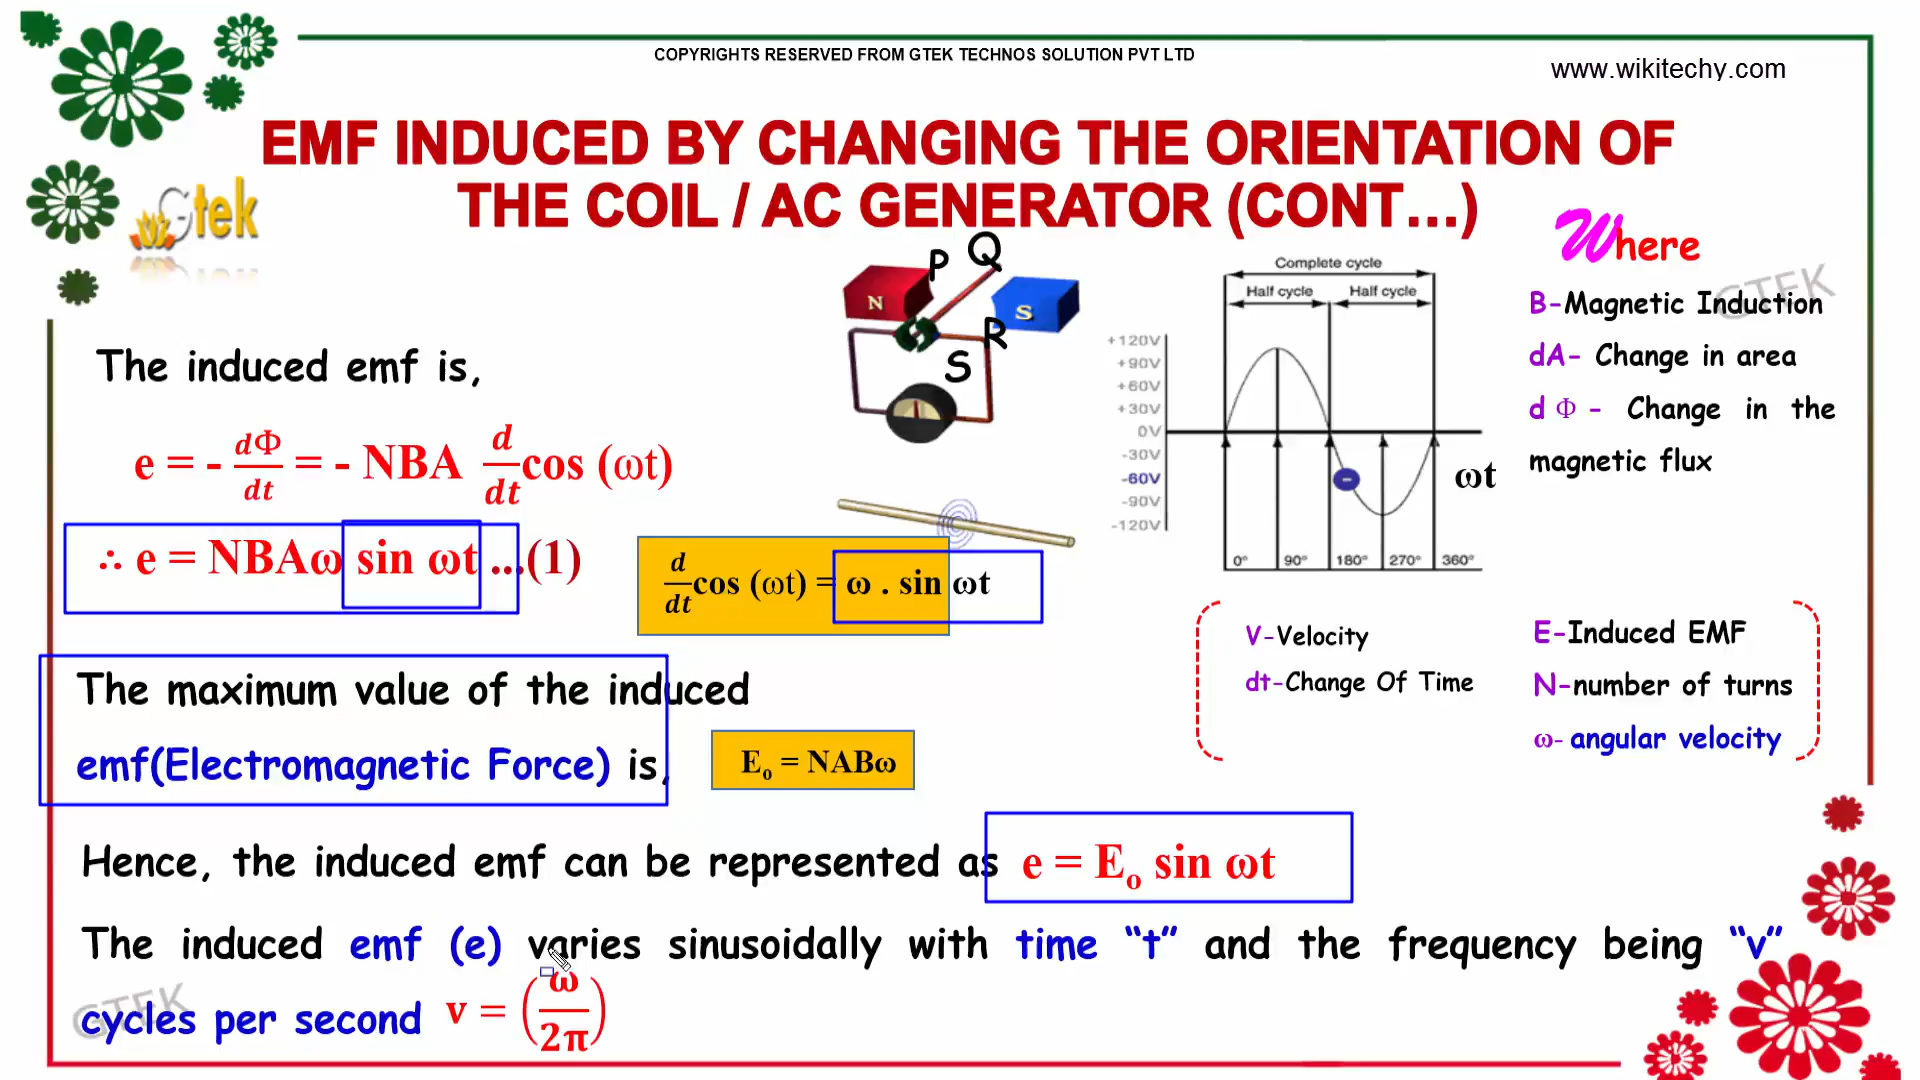 COPYRIGHTS RESERVED FROM GTEK TECHNOS SOLUTION PVT LTD
www.wikitechy.com
EMF INDUCED BY CHANGING THE ORIENTATION OF
THE COIL / AC GENERATOR (CONT...)
Gtek
Where
GTEK
B-Magnetic Induction
dA- Change in area
d Φ - Change in the
magnetic flux
P Q
N
S
R
S
Complete cycle
Half cycle
Half cycle
+120V
+90V
+60V
+30V
0V
-30V
-60V
-90V
-120V
-
ωt
0° 90° 180° 270° 360°
The induced emf is,
e = - dΦ/dt = - NBA d/dt cos (ωt)
∴ e = NBAω sin ωt ...(1)
d/dt cos (ωt) = ω . sin ωt
V-Velocity
dt-Change Of Time
E-Induced EMF
N-number of turns
ω- angular velocity
The maximum value of the induced
emf(Electromagnetic Force) is,
Eo = NABω
Hence, the induced emf can be represented as e = Eo sin ωt
The induced emf (e) varies sinusoidally with time “t” and the frequency being “v”
cycles per second v = (ω/2π)
GTEK